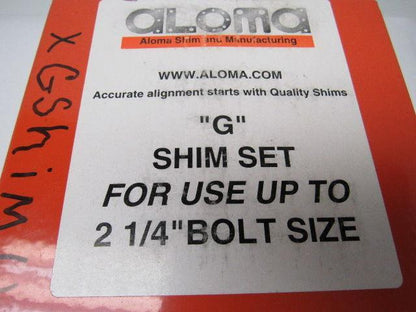 ALOMA
Aloma Shim and Manufacturing
WWW.ALOMA.COM
Accurate alignment starts with Quality Shims
"G"
SHIM SET
FOR USE UP TO
2 1/4"BOLT SIZE
X GShim